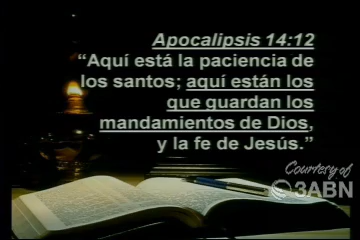 Apocalipsis 14:12
“Aquí está la paciencia de
los santos; aquí están los
que guardan los
mandamientos de Dios,
y la fe de Jesús.”
Courtesy of
3ABN